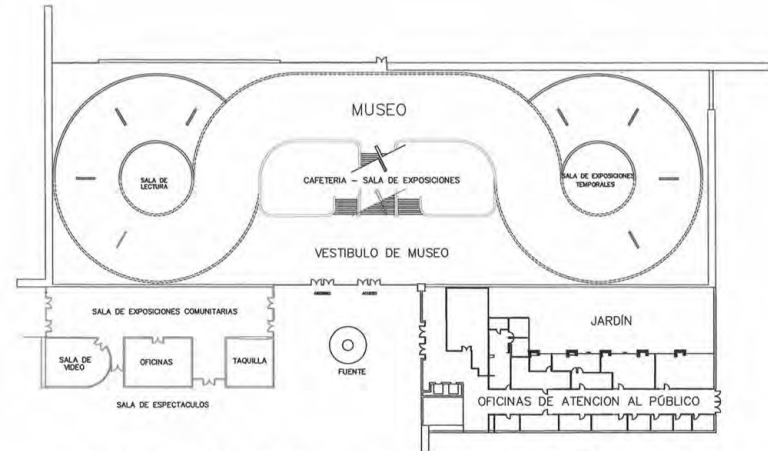 MUSEO
SALA DE
LECTURA
CAFETERIA – SALA DE EXPOSICIONES
SALA DE EXPOSICIONES
TEMPORALES
VESTIBULO DE MUSEO
ACCESO
SALA DE EXPOSICIONES COMUNITARIAS
JARDÍN
SALA DE
VIDEO
OFICINAS
TAQUILLA
FUENTE
SALA DE ESPECTACULOS
OFICINAS DE ATENCION AL PÚBLICO